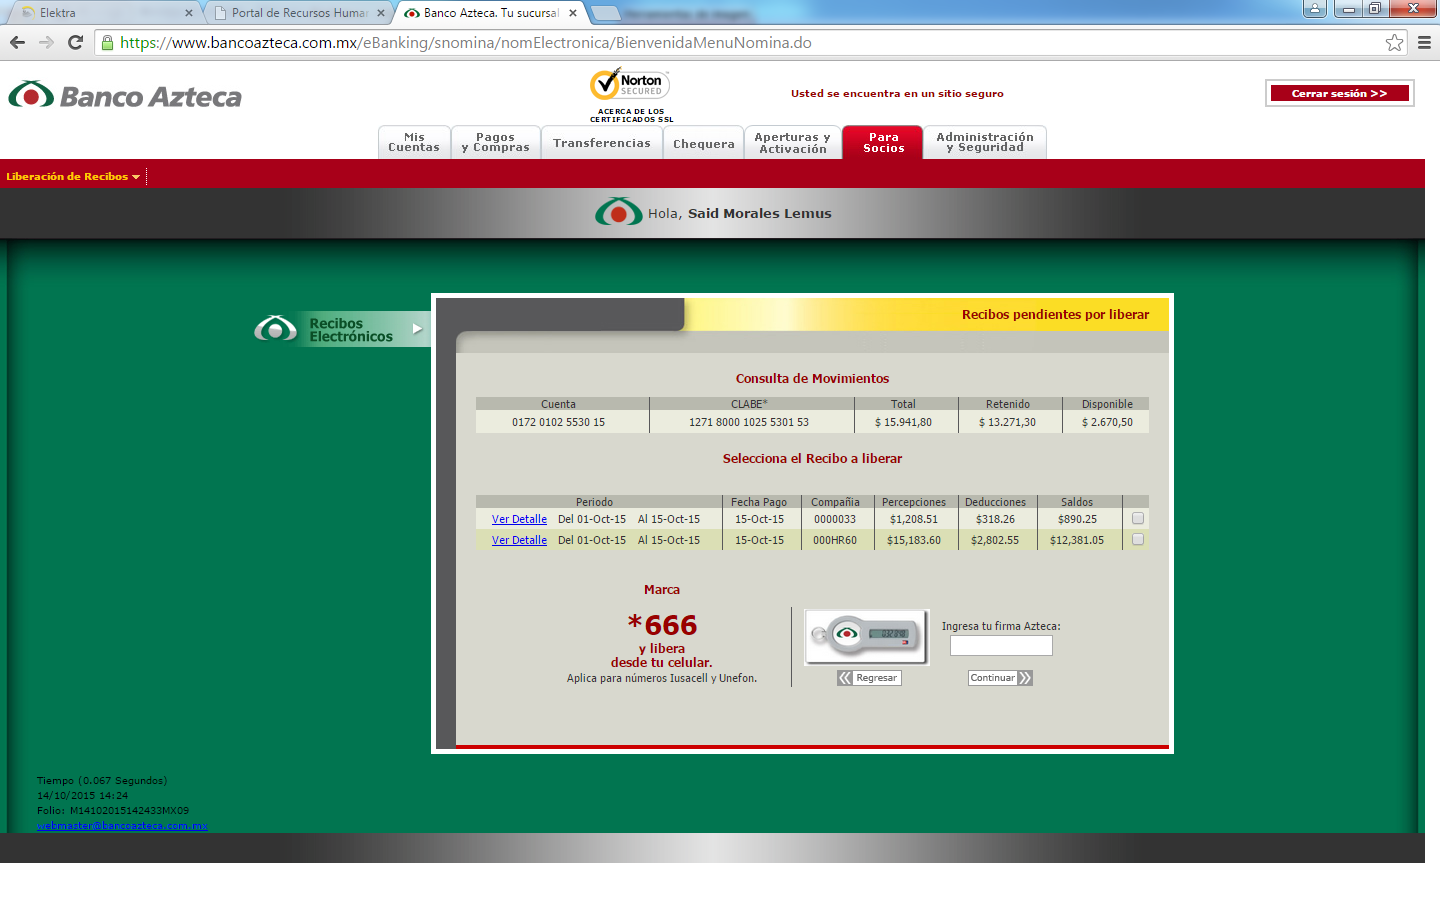 Elektra
Portal de Recursos Human
Banco Azteca. Tu sucursal
https://www.bancoazteca.com.mx/eBanking/snomina/nomElectronica/BienvenidaMenuNomina.do
Banco Azteca
Norton
SECURED
ACERCA DE LOS
CERTIFICADOS SSL
Usted se encuentra en un sitio seguro
Cerrar sesión >>
Mis Cuentas
Pagos y Compras
Transferencias
Chequera
Aperturas y Activación
Para Socios
Administración y Seguridad
Liberación de Recibos
Hola, Said Morales Lemus
Recibos
Electrónicos
Recibos pendientes por liberar
Consulta de Movimientos
Cuenta CLABE* Total Retenido Disponible
0172 0102 5530 15 1271 8000 1025 5301 53 $ 15.941,80 $ 13.271,30 $ 2.670,50
Selecciona el Recibo a liberar
Periodo Fecha Pago Compañia Percepciones Deducciones Saldos
Ver Detalle Del 01-Oct-15 Al 15-Oct-15 15-Oct-15 0000033 $1,208.51 $318.26 $890.25
Ver Detalle Del 01-Oct-15 Al 15-Oct-15 15-Oct-15 000HR60 $15,183.60 $2,802.55 $12,381.05
Marca
*666
y libera
desde tu celular.
Aplica para números Iusacell y Unefon.
Ingresa tu firma Azteca:
Regresar
Continuar
Tiempo (0.067 Segundos)
14/10/2015 14:24
Folio: M14102015142433MX09
webmaster@bancoazteca.com.mx